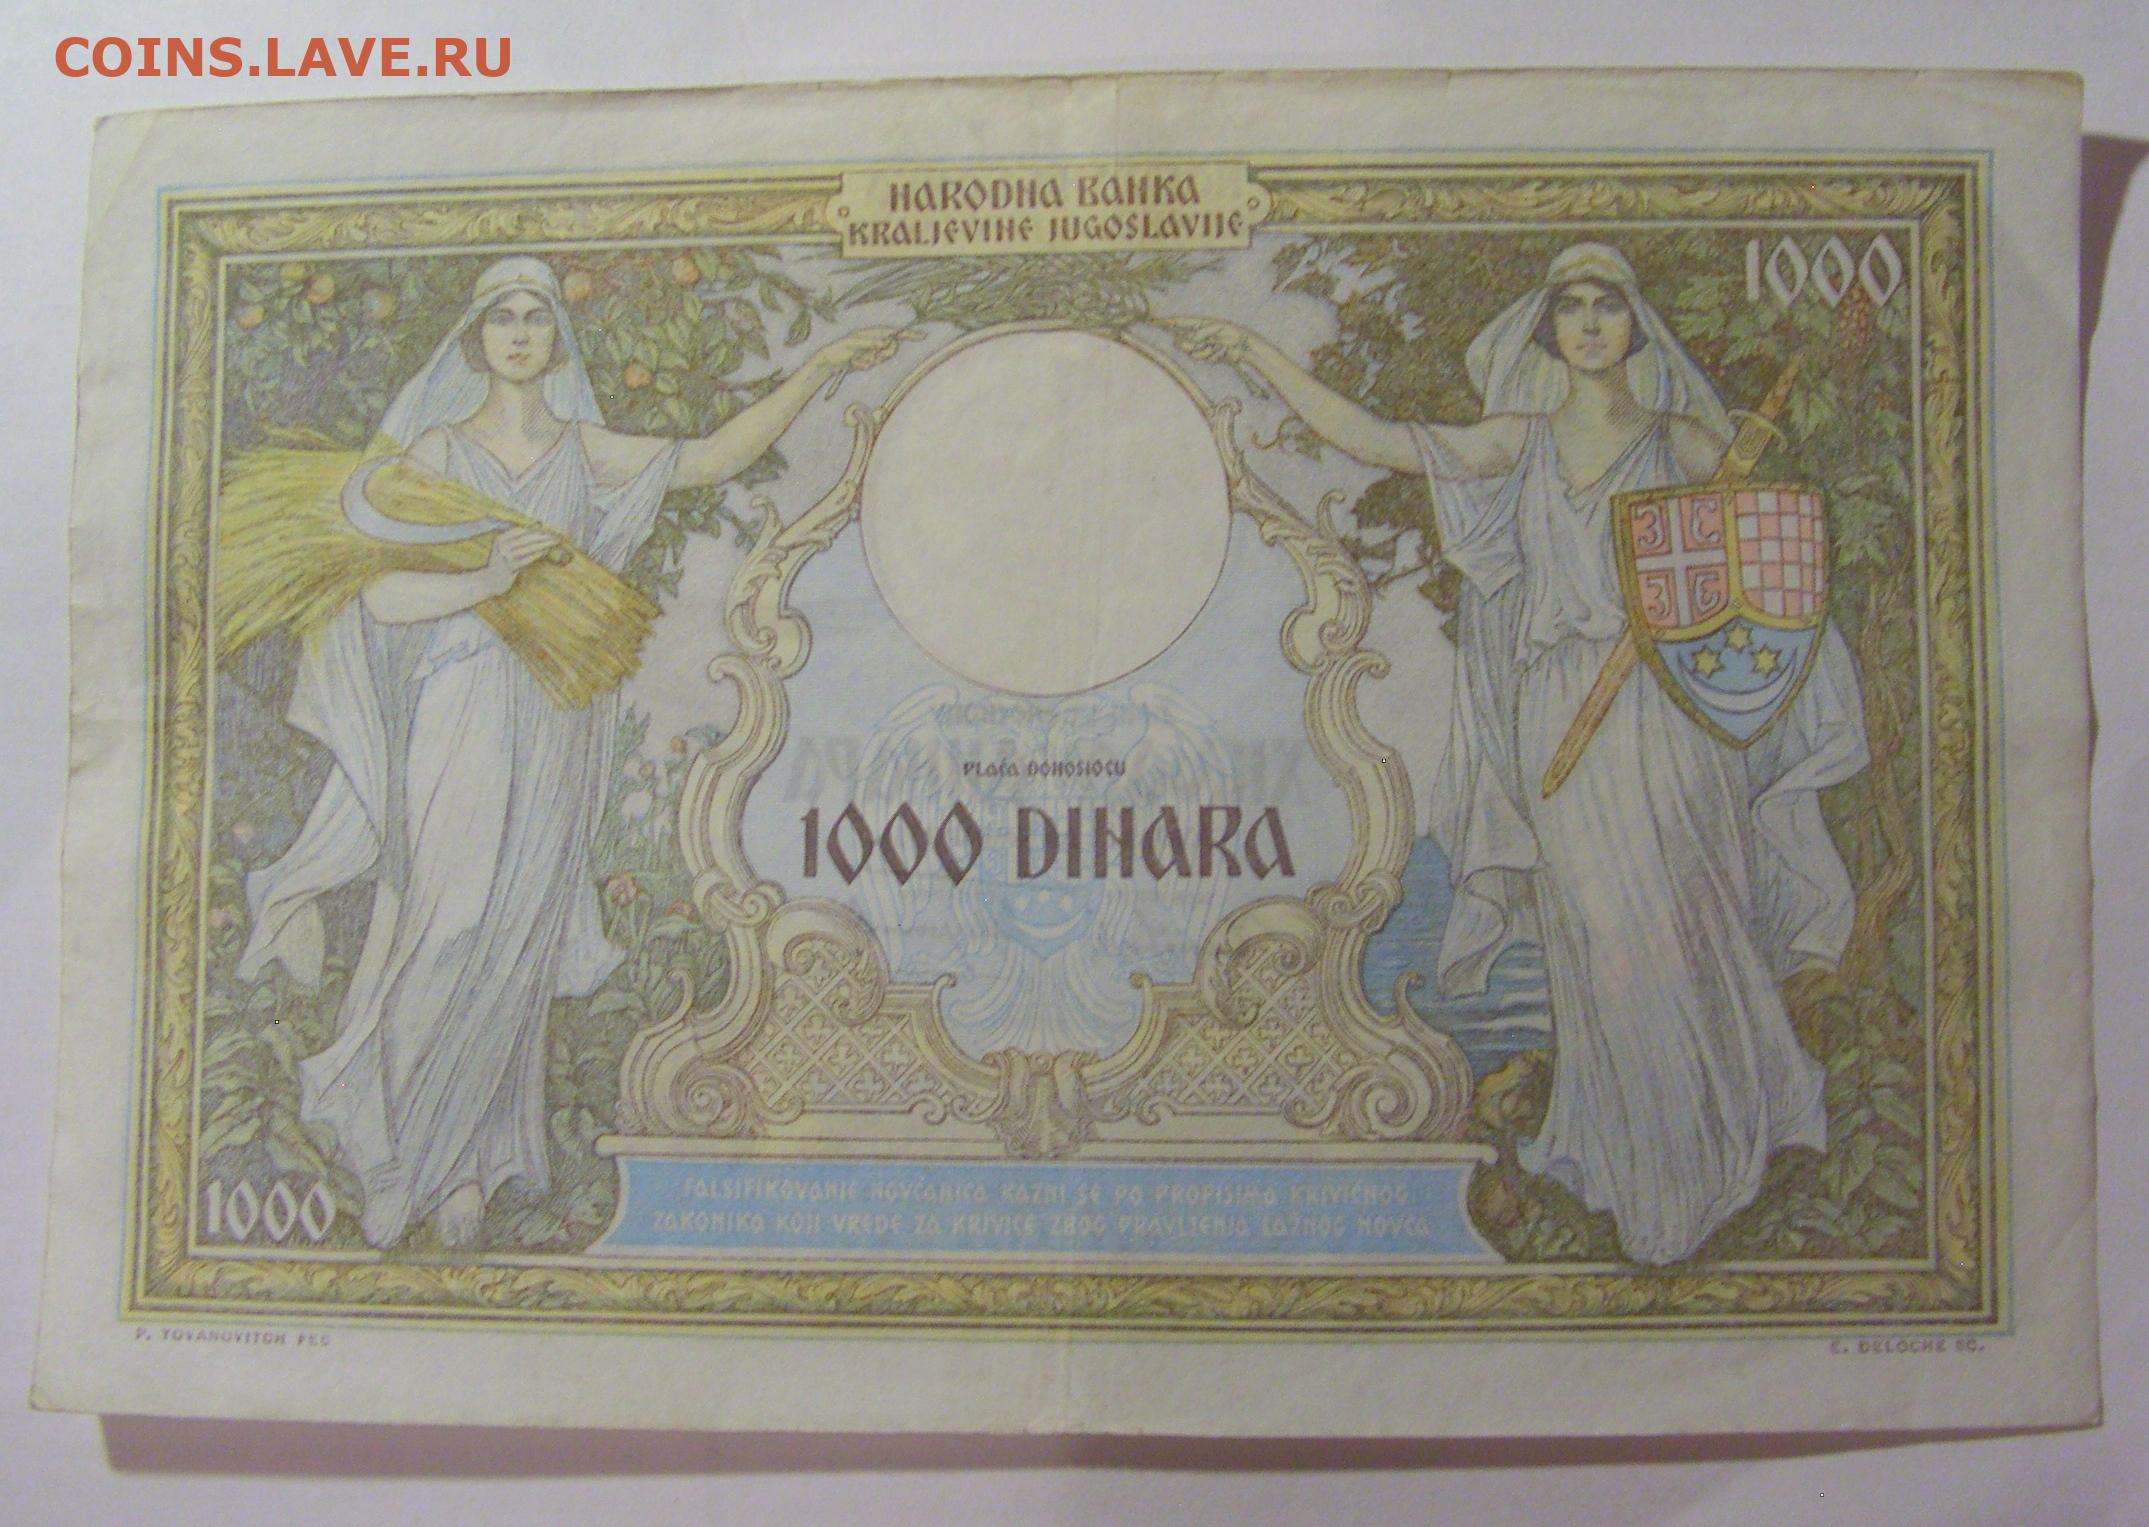 COINS.LAVE.RU
NARODNA BANKA
KRALJEVINE JUGOSLAVIJE
1000
PLAĆA DONOSIOCU
1000 DINARA
FALSIFIKOVANJE NOVČANICA KAZNI SE PO PROPISIMA KRIVIČNOG
ZAKONIKA KOJI VREDE ZA KRIVICE ZBOG PRAVLJENJA LAŽNOG NOVCA
1000
P. YOVANOVITCH FEC
E. DELOCHE SC.